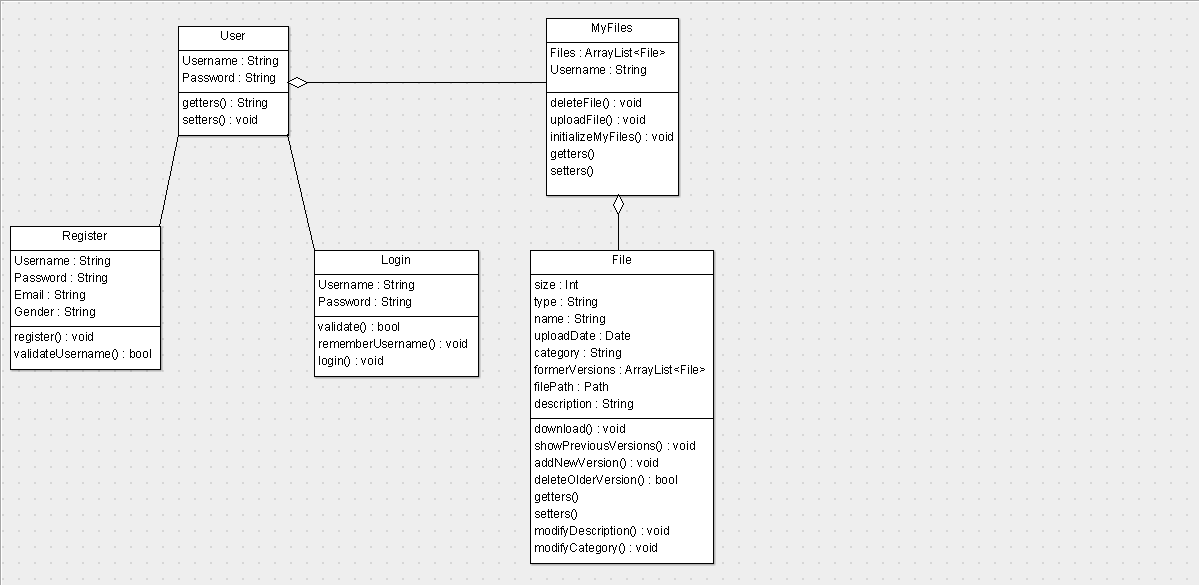 User
Username : String
Password : String
getters() : String
setters() : void
MyFiles
Files : ArrayList<File>
Username : String
deleteFile() : void
uploadFile() : void
initializeMyFiles() : void
getters()
setters()
Register
Username : String
Password : String
Email : String
Gender : String
register() : void
validateUsername() : bool
Login
Username : String
Password : String
validate() : bool
rememberUsername() : void
login() : void
File
size : Int
type : String
name : String
uploadDate : Date
category : String
formerVersions : ArrayList<File>
filePath : Path
description : String
download() : void
showPreviousVersions() : void
addNewVersion() : void
deleteOlderVersion() : bool
getters()
setters()
modifyDescription() : void
modifyCategory() : void